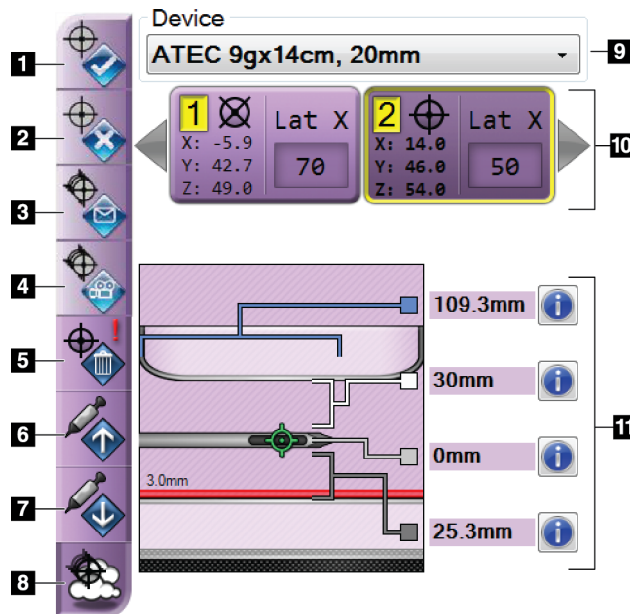 Device
1
ATEC 9gx14cm, 20mm
9
2
1
Lat X
X: -5.9
Y: 42.7
Z: 49.0
70
2
Lat X
X: 14.0
Y: 46.0
Z: 54.0
50
10
3
4
109.3mm
i
5
!
30mm
i
6
0mm
i
11
3.0mm
7
25.3mm
i
8